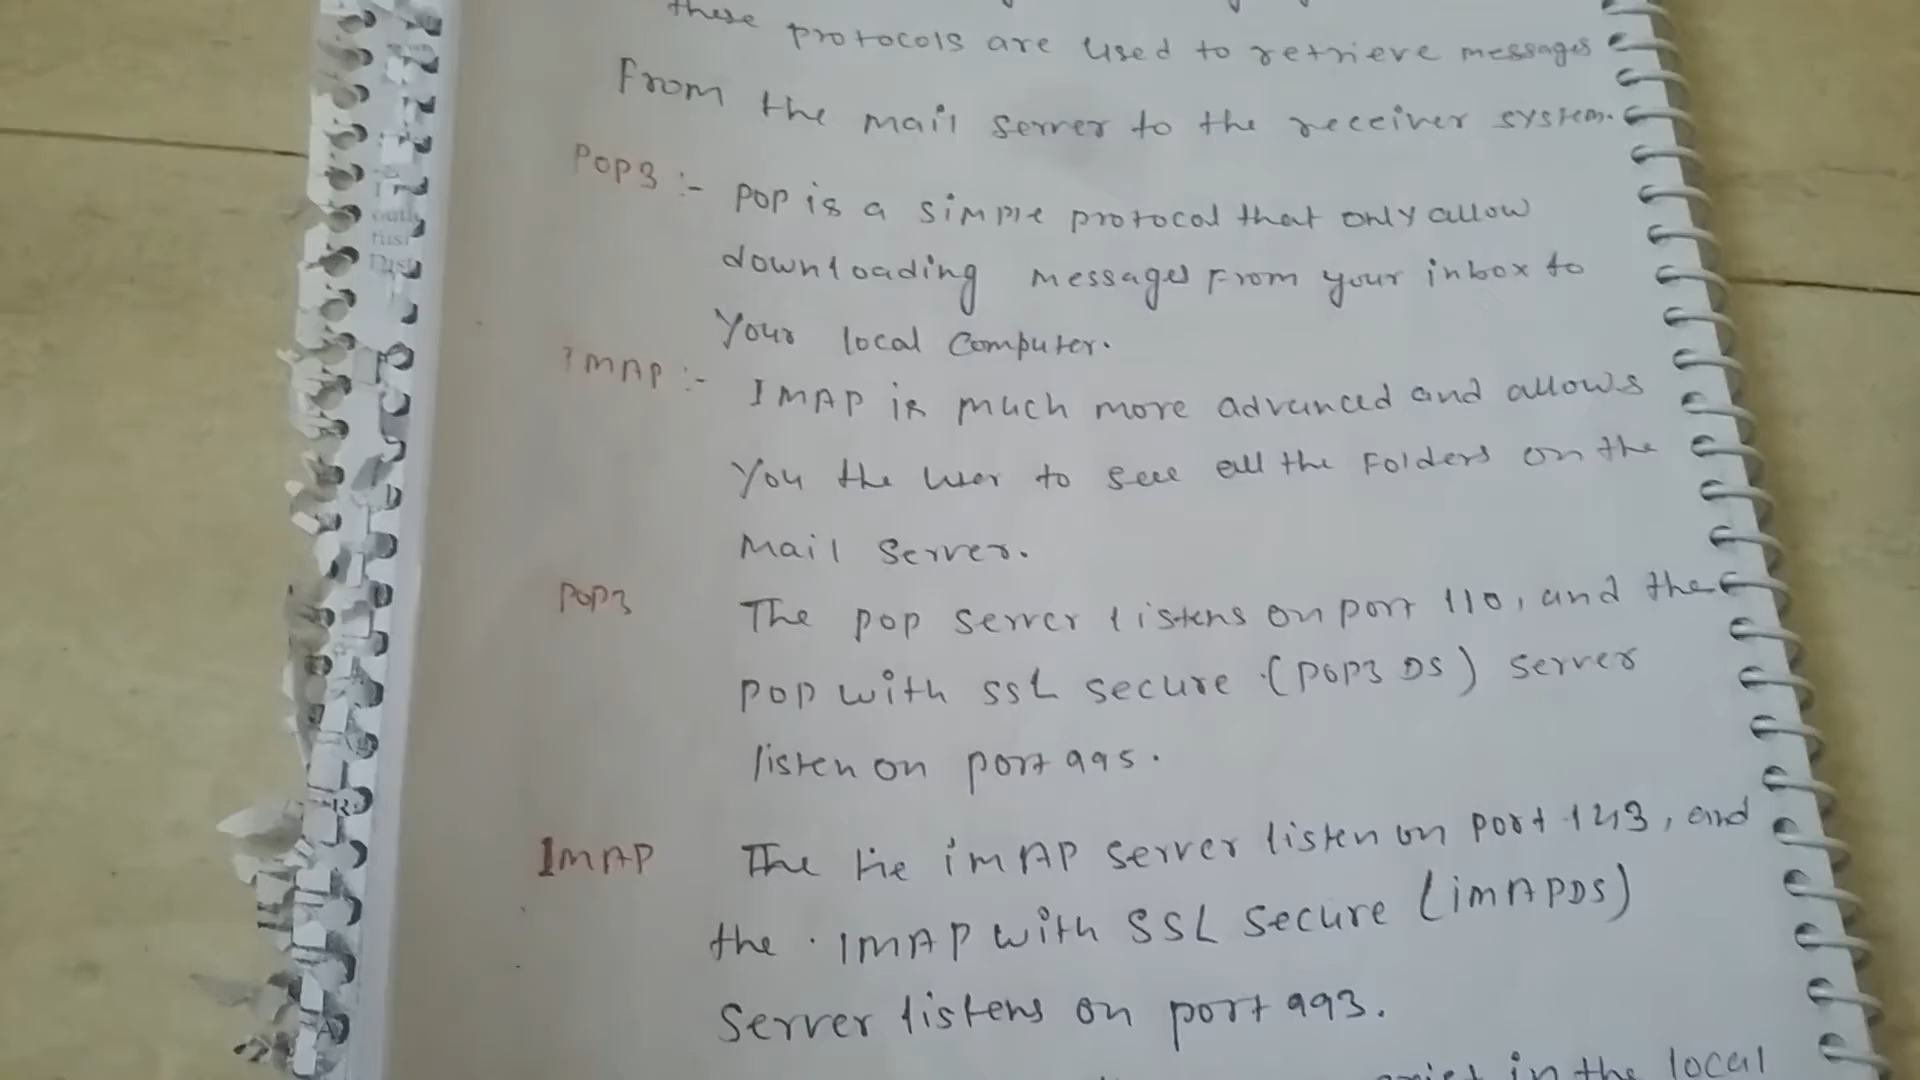 these protocols are used to retrieve messages
From the mail server to the receiver system.
POP3 :- POP is a simple protocol that only allow
downloading messages From your inbox to
Your local Computer.
IMAP :- IMAP is much more advanced and allows
You the user to see all the Folders on the
Mail Server.
POP3 The pop server listens on port 110, and the
pop with SSL secure (POP3 DS) server
listen on port 995.
IMAP The the iMAP server listen on port 143, and
the . IMAP with SSL Secure (iMAPDS)
Server listens on port 993.
in the local